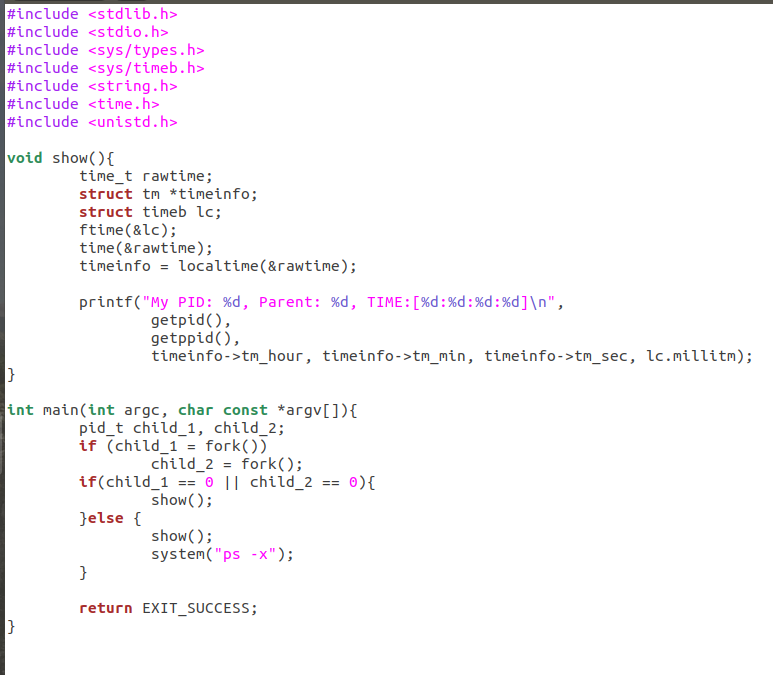 #include <stdlib.h>
#include <stdio.h>
#include <sys/types.h>
#include <sys/timeb.h>
#include <string.h>
#include <time.h>
#include <unistd.h>
void show(){
time_t rawtime;
struct tm *timeinfo;
struct timeb lc;
ftime(&lc);
time(&rawtime);
timeinfo = localtime(&rawtime);
printf("My PID: %d, Parent: %d, TIME:[%d:%d:%d:%d]\n",
getpid(),
getppid(),
timeinfo->tm_hour, timeinfo->tm_min, timeinfo->tm_sec, lc.millitm);
}
int main(int argc, char const *argv[]){
pid_t child_1, child_2;
if (child_1 = fork())
child_2 = fork();
if(child_1 == 0 || child_2 == 0){
show();
}else {
show();
system("ps -x");
}
return EXIT_SUCCESS;
}